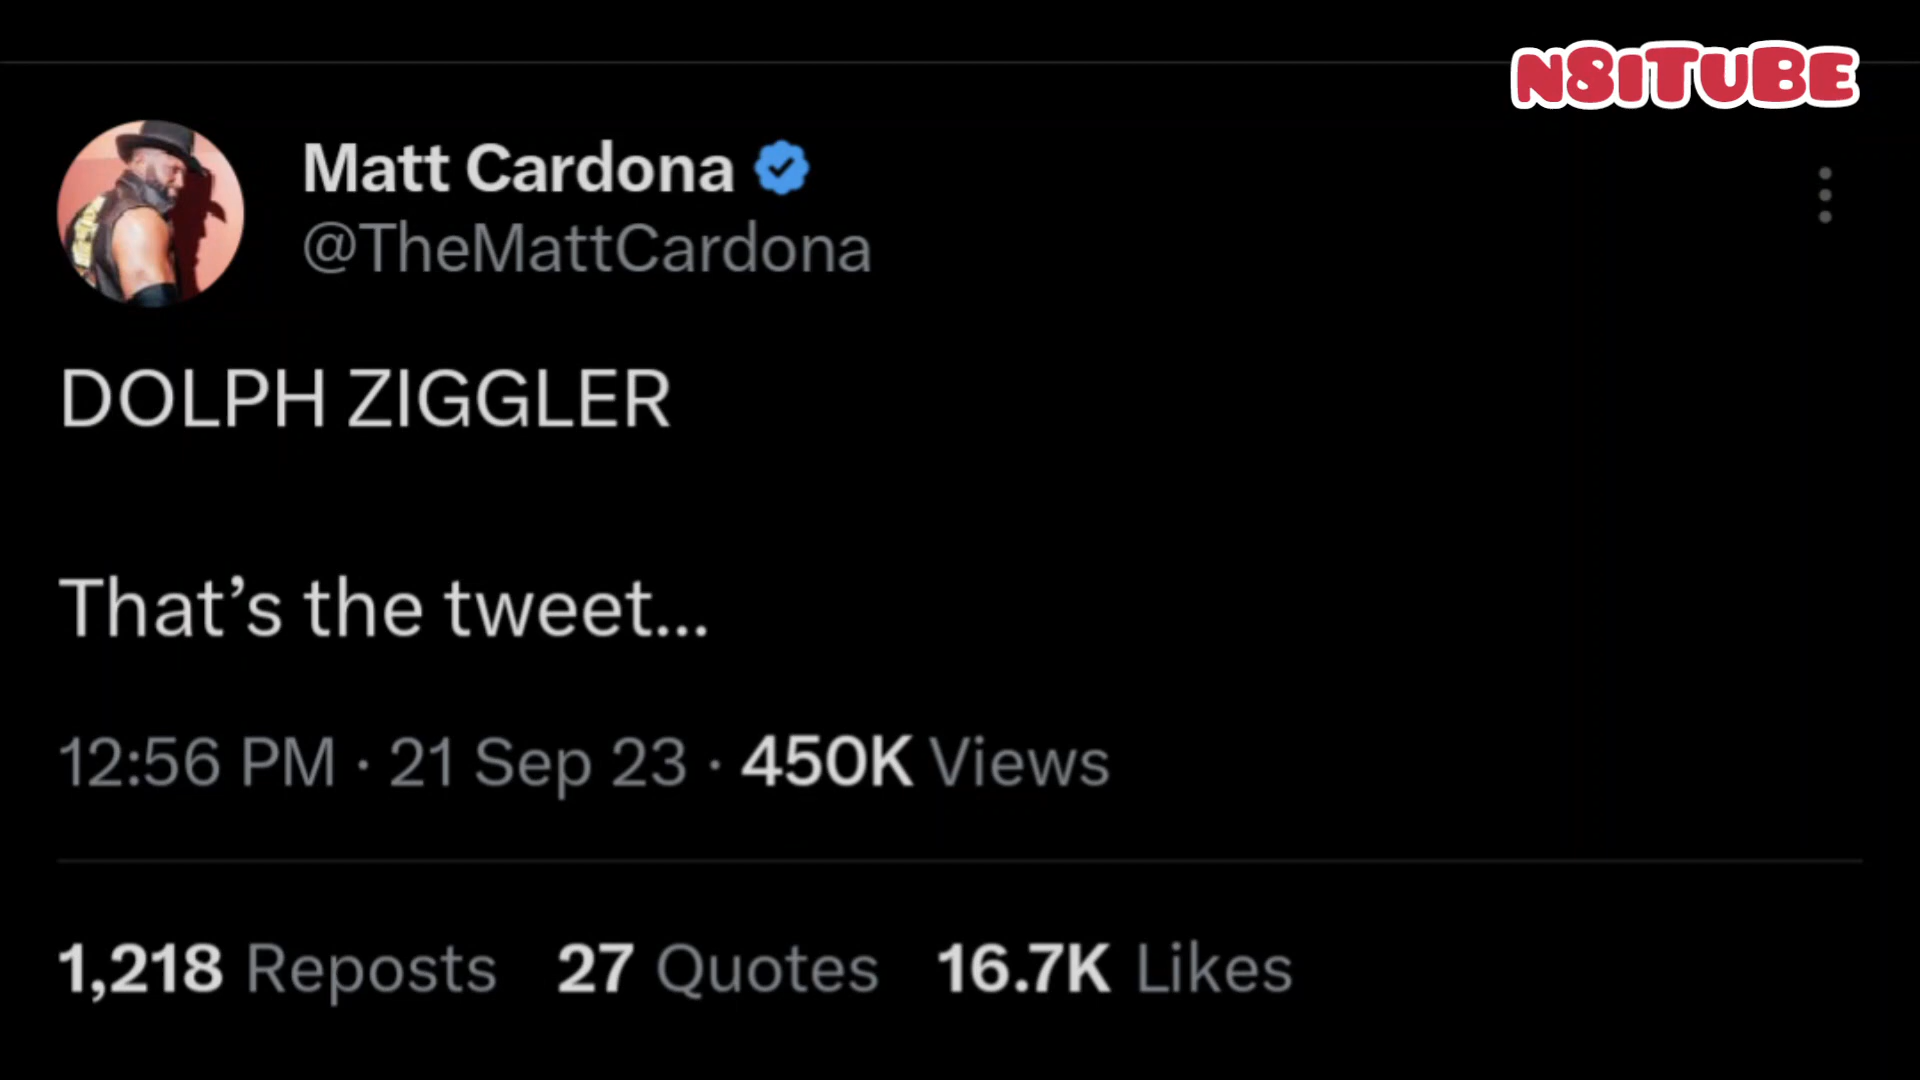 N8iTUBE
Matt Cardona
@TheMattCardona
DOLPH ZIGGLER
That’s the tweet...
12:56 PM · 21 Sep 23 · 450K Views
1,218 Reposts 27 Quotes 16.7K Likes